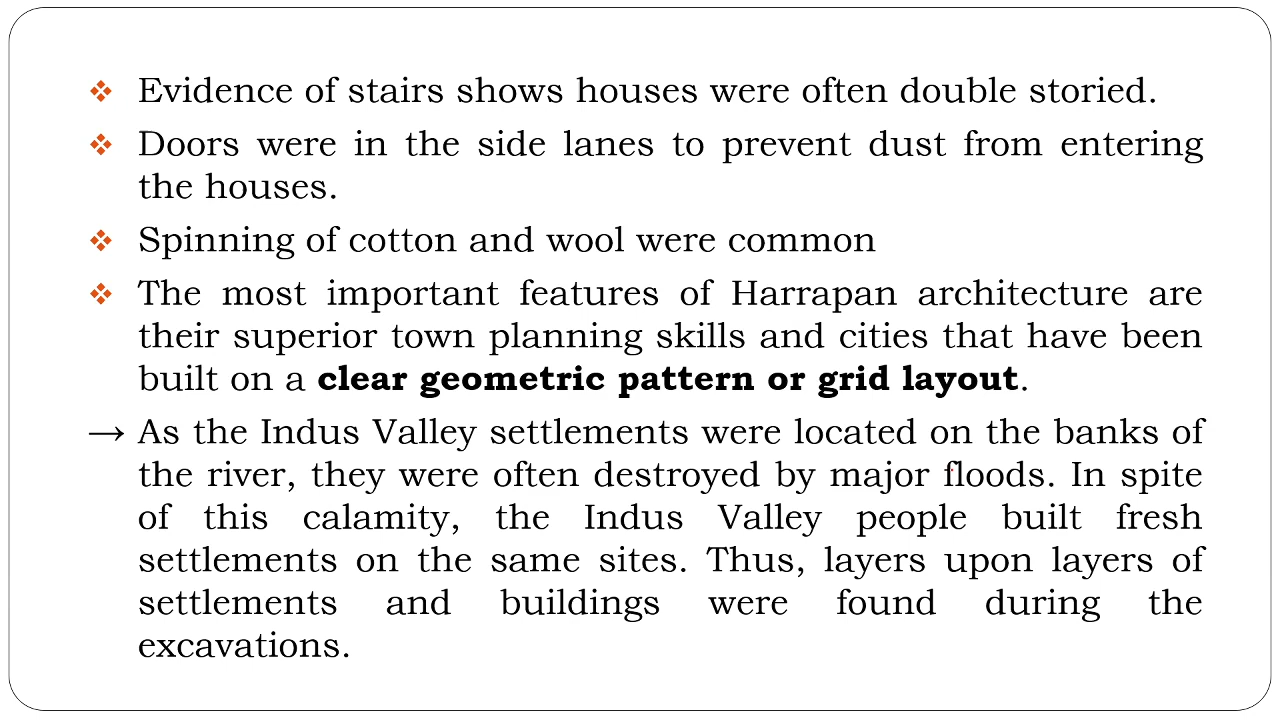 ❖ Evidence of stairs shows houses were often double storied.
❖ Doors were in the side lanes to prevent dust from entering
the houses.
❖ Spinning of cotton and wool were common
❖ The most important features of Harrapan architecture are
their superior town planning skills and cities that have been
built on a clear geometric pattern or grid layout.
→ As the Indus Valley settlements were located on the banks of
the river, they were often destroyed by major floods. In spite
of this calamity, the Indus Valley people built fresh
settlements on the same sites. Thus, layers upon layers of
settlements and buildings were found during the
excavations.